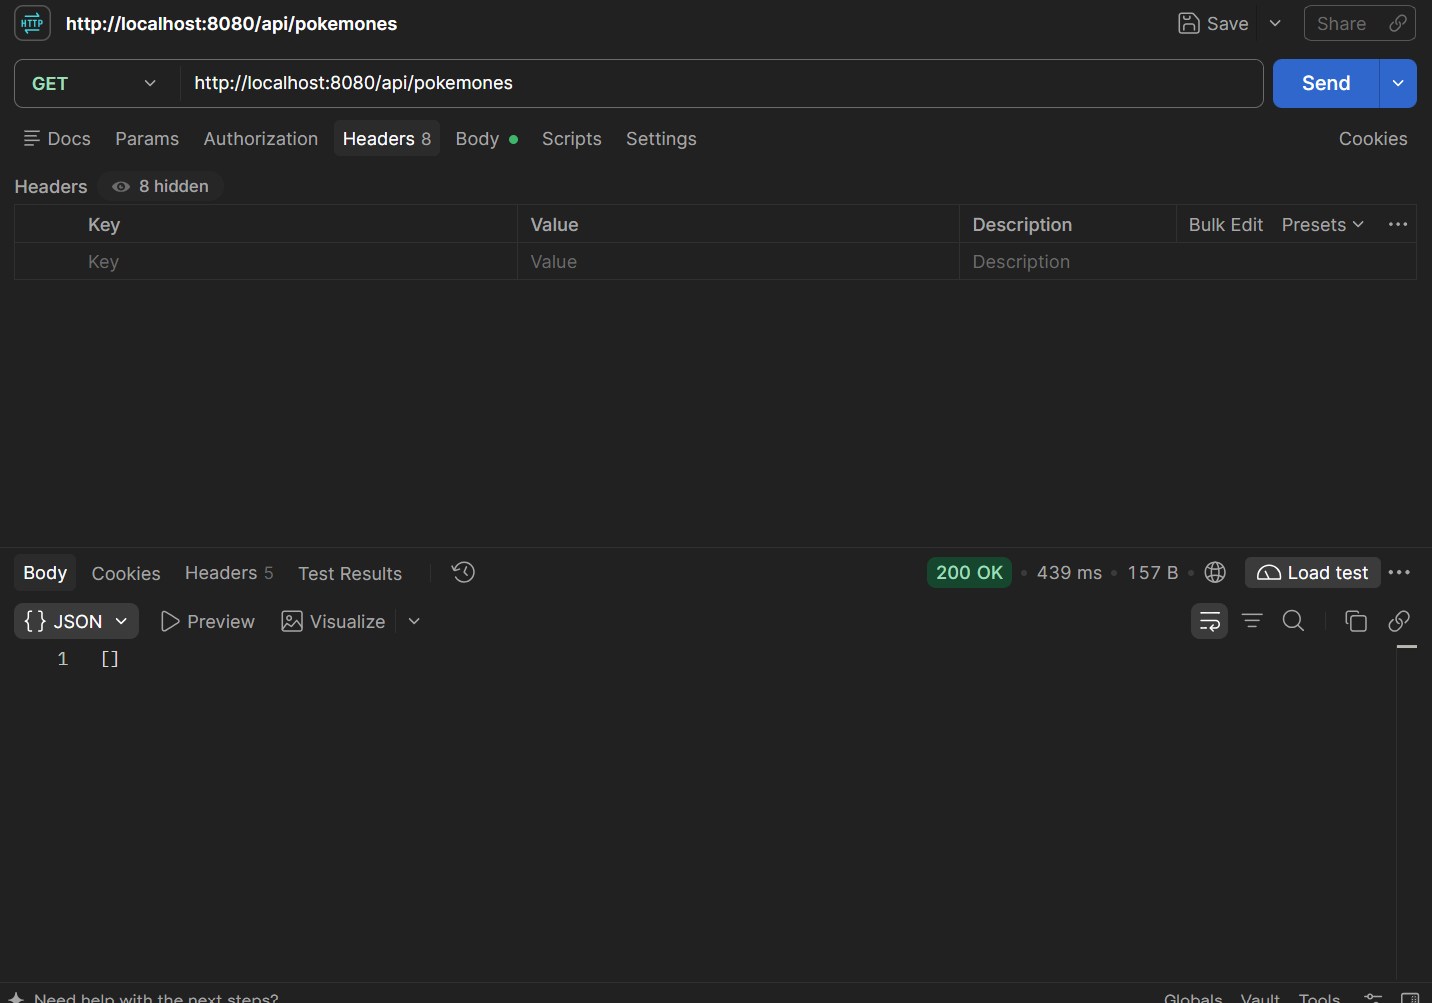 HTTP http://localhost:8080/api/pokemones Save Share
GET http://localhost:8080/api/pokemones Send
Docs Params Authorization Headers 8 Body Scripts Settings Cookies
Headers 8 hidden
Key Value Description Bulk Edit Presets
Key Value Description
Body Cookies Headers 5 Test Results 200 OK • 439 ms • 157 B • Load test
{} JSON Preview Visualize
1 []
Need help with the next steps? Globals Vault Tools